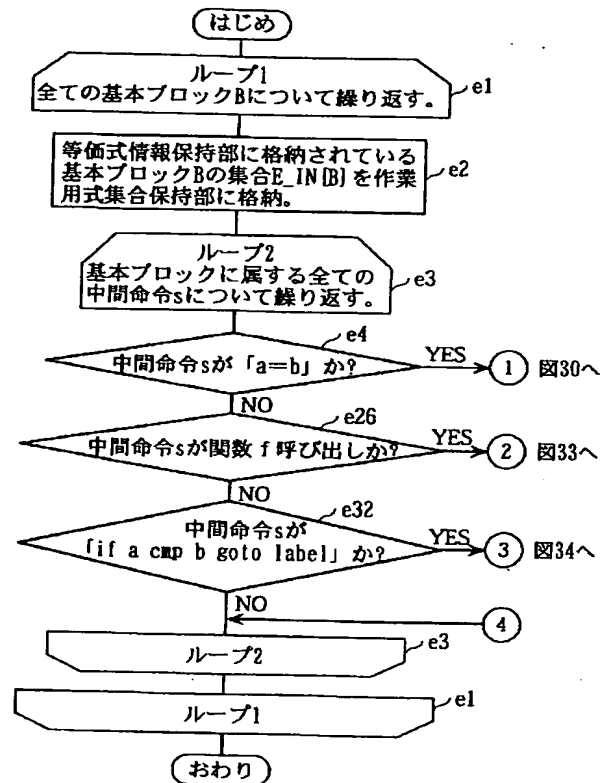 はじめ
ループ1
全ての基本ブロックBについて繰り返す。
e1
等価式情報保持部に格納されている
基本ブロックBの集合E_IN[B]を作業
用式集合保持部に格納。
e2
ループ2
基本ブロックに属する全ての
中間命令sについて繰り返す。
e3
e4
中間命令sが「a=b」か?
YES
1
図30へ
NO
e26
中間命令sが関数f呼び出しか?
YES
2
図33へ
NO
e32
中間命令sが
「if a cmp b goto label」か?
YES
3
図34へ
NO
4
ループ2
e3
ループ1
e1
おわり